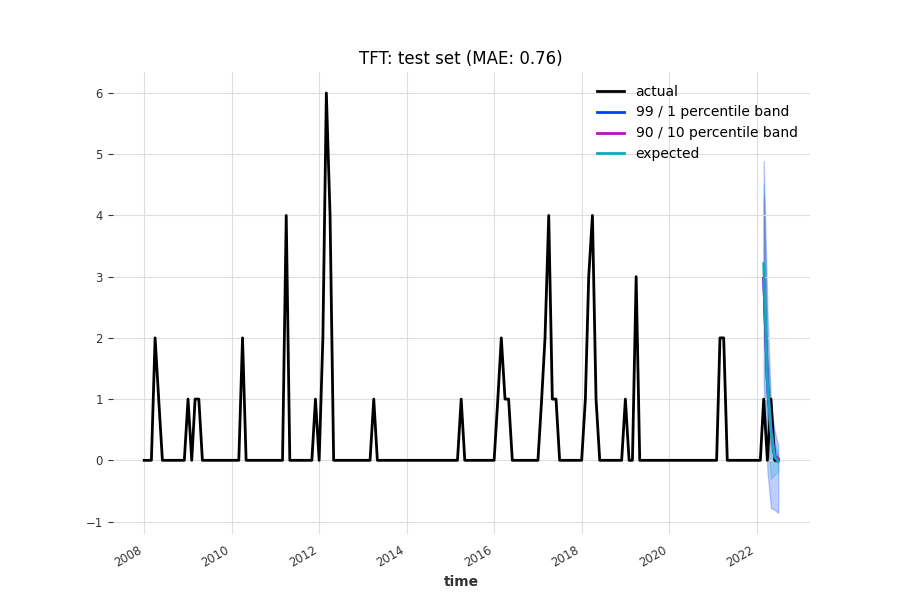 TFT: test set (MAE: 0.76)
actual
99 / 1 percentile band
90 / 10 percentile band
expected
6
5
4
3
2
1
0
−1
2008
2010
2012
2014
2016
2018
2020
2022
time